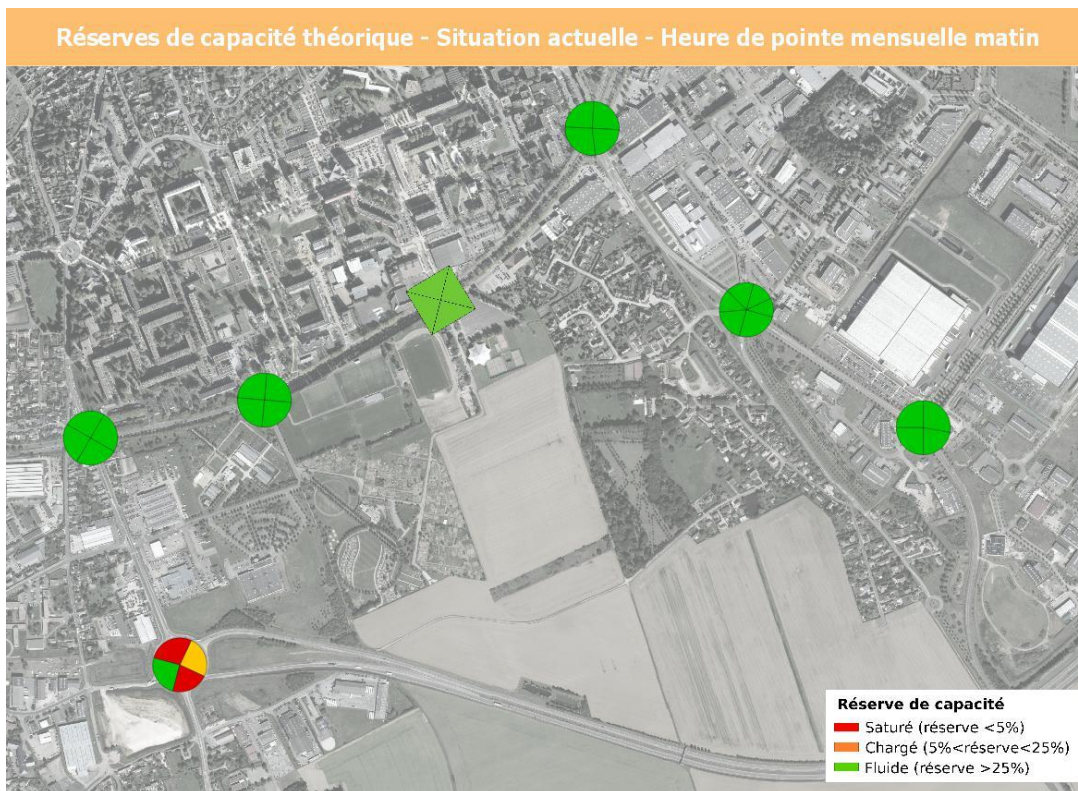 Réserves de capacité théorique - Situation actuelle - Heure de pointe mensuelle matin
Réserve de capacité
Saturé (réserve <5%)
Chargé (5%<réserve<25%)
Fluide (réserve >25%)